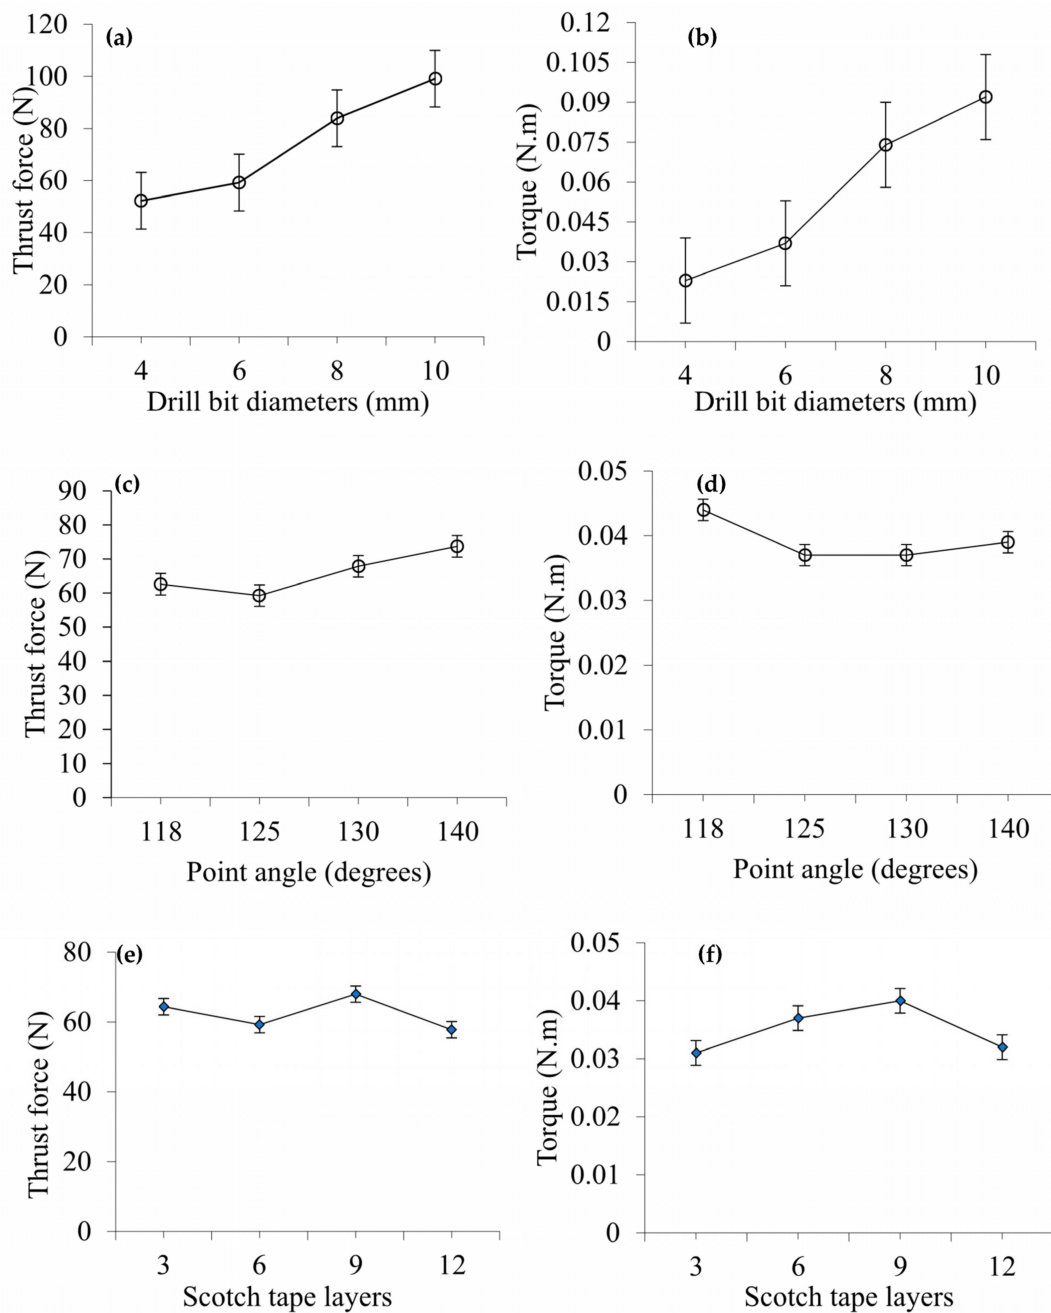 (a)
120
100
80
60
40
20
0
Thrust force (N)
4 6 8 10
Drill bit diameters (mm)
(b)
0.12
0.105
0.09
0.075
0.06
0.045
0.03
0.015
0
Torque (N.m)
4 6 8 10
Drill bit diameters (mm)
(c)
90
80
70
60
50
40
30
20
10
0
Thrust force (N)
118 125 130 140
Point angle (degrees)
(d)
0.05
0.04
0.03
0.02
0.01
0
Torque (N.m)
118 125 130 140
Point angle (degrees)
(e)
80
60
40
20
0
Thrust force (N)
3 6 9 12
Scotch tape layers
(f)
0.05
0.04
0.03
0.02
0.01
0
Torque (N.m)
3 6 9 12
Scotch tape layers